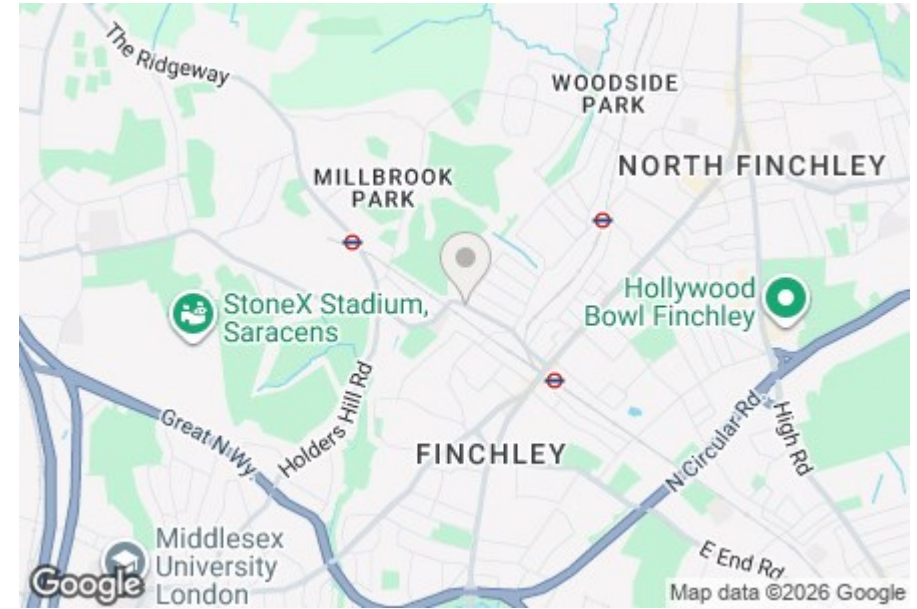 The Ridgeway
WOODSIDE
PARK
NORTH FINCHLEY
MILLBROOK
PARK
StoneX Stadium,
Saracens
Hollywood
Bowl Finchley
Holders Hill Rd
Great N Wy.
FINCHLEY
N Circular Rd
High Rd
E End Rd
Middlesex
University
London
Google
Map data ©2026 Google